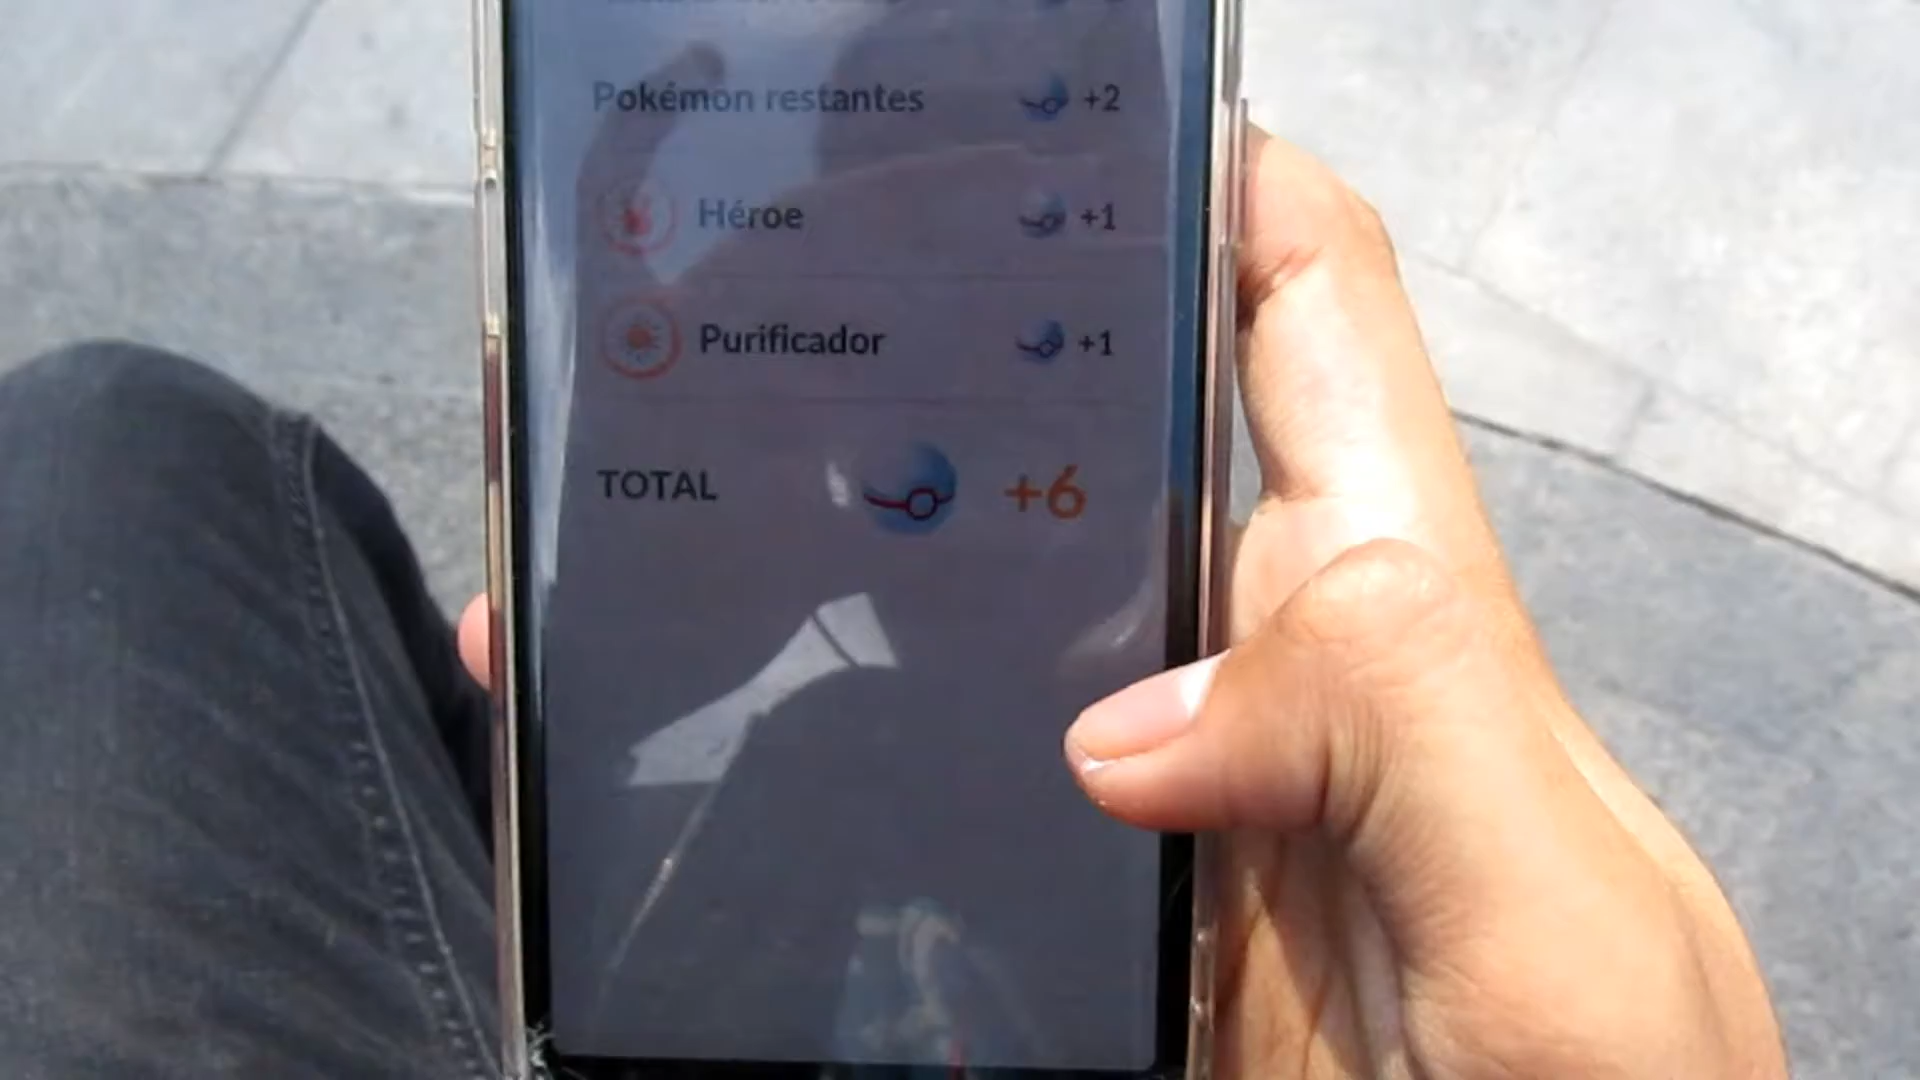 Pokémon restantes +2
Héroe +1
Purificador +1
TOTAL +6